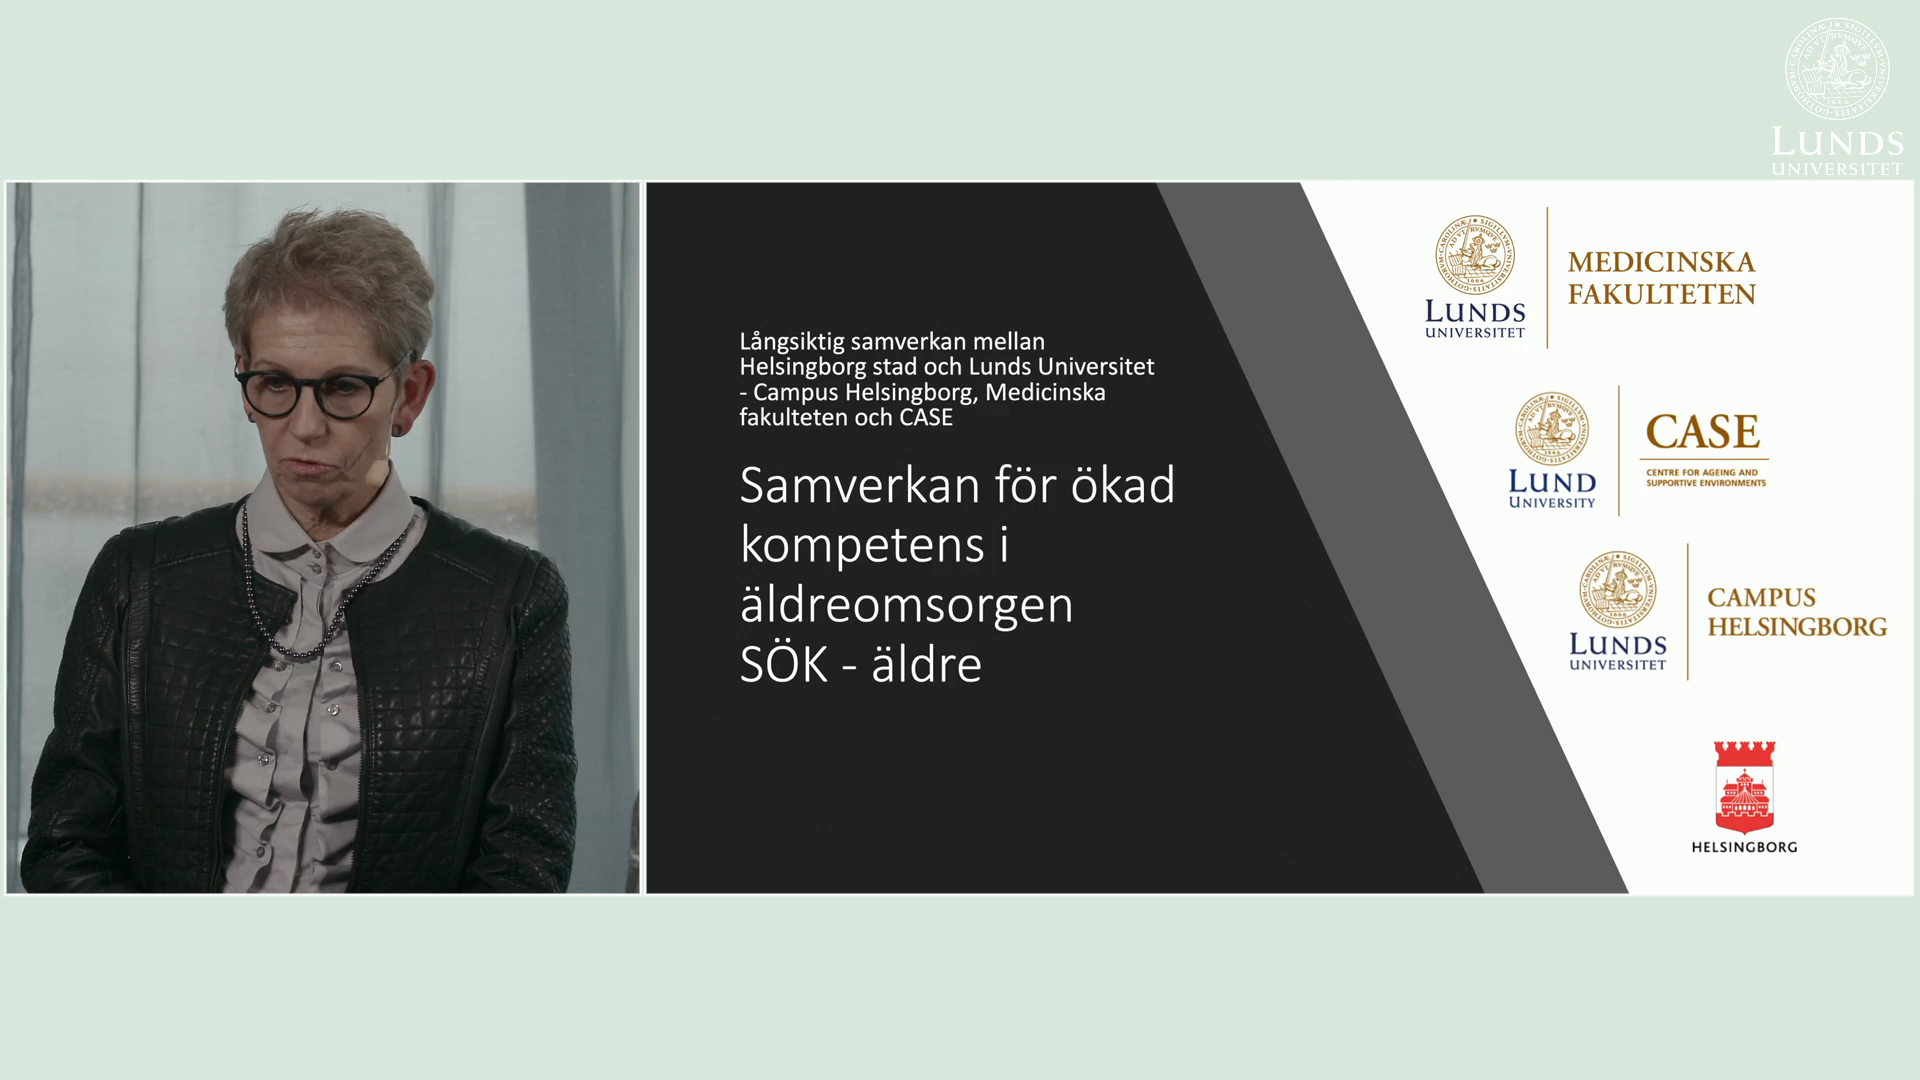 LUNDS
UNIVERSITET
Långsiktig samverkan mellan
Helsingborg stad och Lunds Universitet
- Campus Helsingborg, Medicinska
fakulteten och CASE
Samverkan för ökad
kompetens i
äldreomsorgen
SÖK - äldre
LUNDS
UNIVERSITET
MEDICINSKA
FAKULTETEN
LUND
UNIVERSITY
CASE
CENTRE FOR AGEING AND
SUPPORTIVE ENVIRONMENTS
LUNDS
UNIVERSITET
CAMPUS
HELSINGBORG
HELSINGBORG